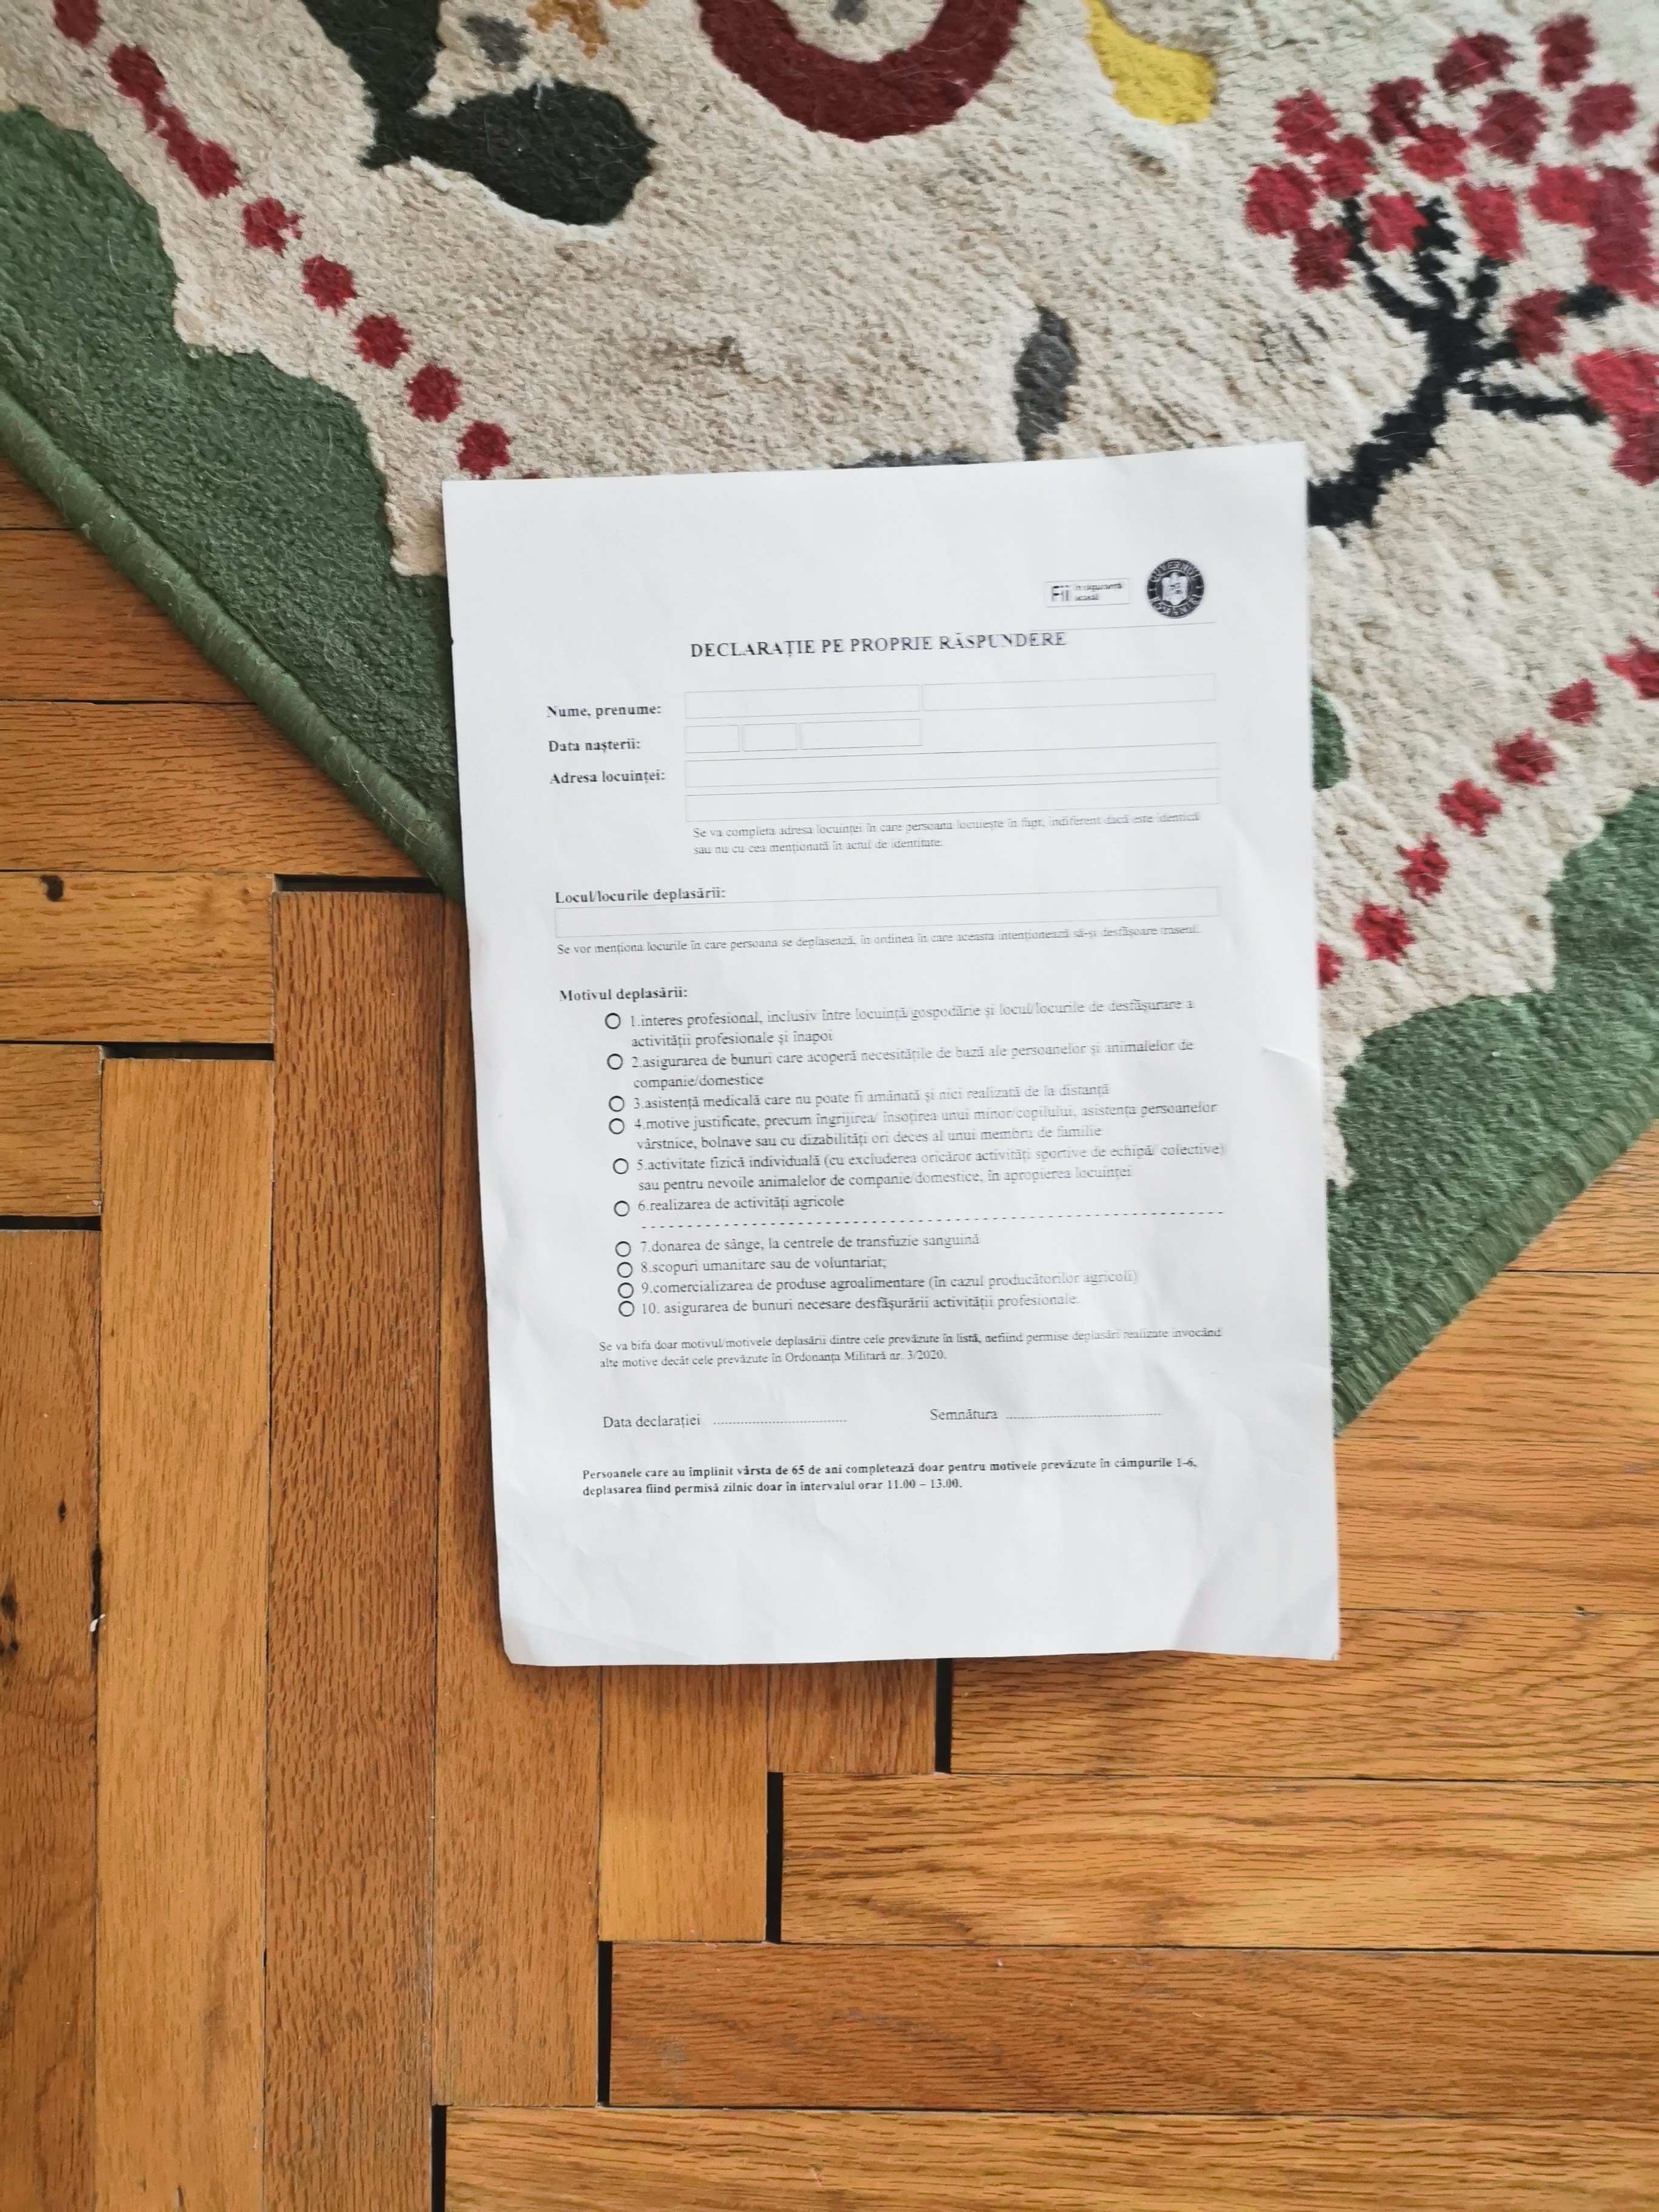 Fii în siguranță
acasă!
GUVERNUL ROMÂNIEI
DECLARAȚIE PE PROPRIE RĂSPUNDERE
Nume, prenume:
Data nașterii:
Adresa locuinței:
Se va completa adresa locuinței în care persoana locuiește în fapt, indiferent dacă este identică
sau nu cu cea menționată în actul de identitate.
Locul/locurile deplasării:
Se vor menționa locurile în care persoana se deplasează, în ordinea în care aceasta intenționează să-și desfășoare traseul.
Motivul deplasării:
1.interes profesional, inclusiv între locuință/gospodărie și locul/locurile de desfășurare a
activității profesionale și înapoi
2.asigurarea de bunuri care acoperă necesitățile de bază ale persoanelor și animalelor de
companie/domestice
3.asistență medicală care nu poate fi amânată și nici realizată de la distanță
4.motive justificate, precum îngrijirea/ însoțirea unui minor/copilului, asistența persoanelor
vârstnice, bolnave sau cu dizabilități ori deces al unui membru de familie
5.activitate fizică individuală (cu excluderea oricăror activități sportive de echipă/ colective)
sau pentru nevoile animalelor de companie/domestice, în apropierea locuinței
6.realizarea de activități agricole
7.donarea de sânge, la centrele de transfuzie sanguină
8.scopuri umanitare sau de voluntariat;
9.comercializarea de produse agroalimentare (în cazul producătorilor agricoli)
10. asigurarea de bunuri necesare desfășurării activității profesionale.
Se va bifa doar motivul/motivele deplasării dintre cele prevăzute în listă, nefiind permise deplasări realizate invocând
alte motive decât cele prevăzute în Ordonanța Militară nr. 3/2020.
Data declarației ........................................ Semnătura ........................................
Persoanele care au împlinit vârsta de 65 de ani completează doar pentru motivele prevăzute în câmpurile 1-6,
deplasarea fiind permisă zilnic doar în intervalul orar 11.00 – 13.00.